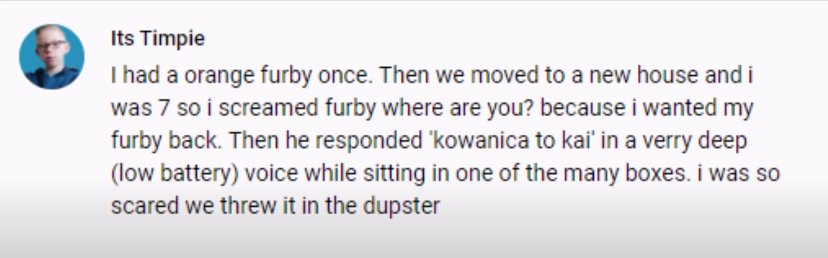 Its Timpie
I had a orange furby once. Then we moved to a new house and i
was 7 so i screamed furby where are you? because i wanted my
furby back. Then he responded 'kowanica to kai' in a verry deep
(low battery) voice while sitting in one of the many boxes. i was so
scared we threw it in the dupster